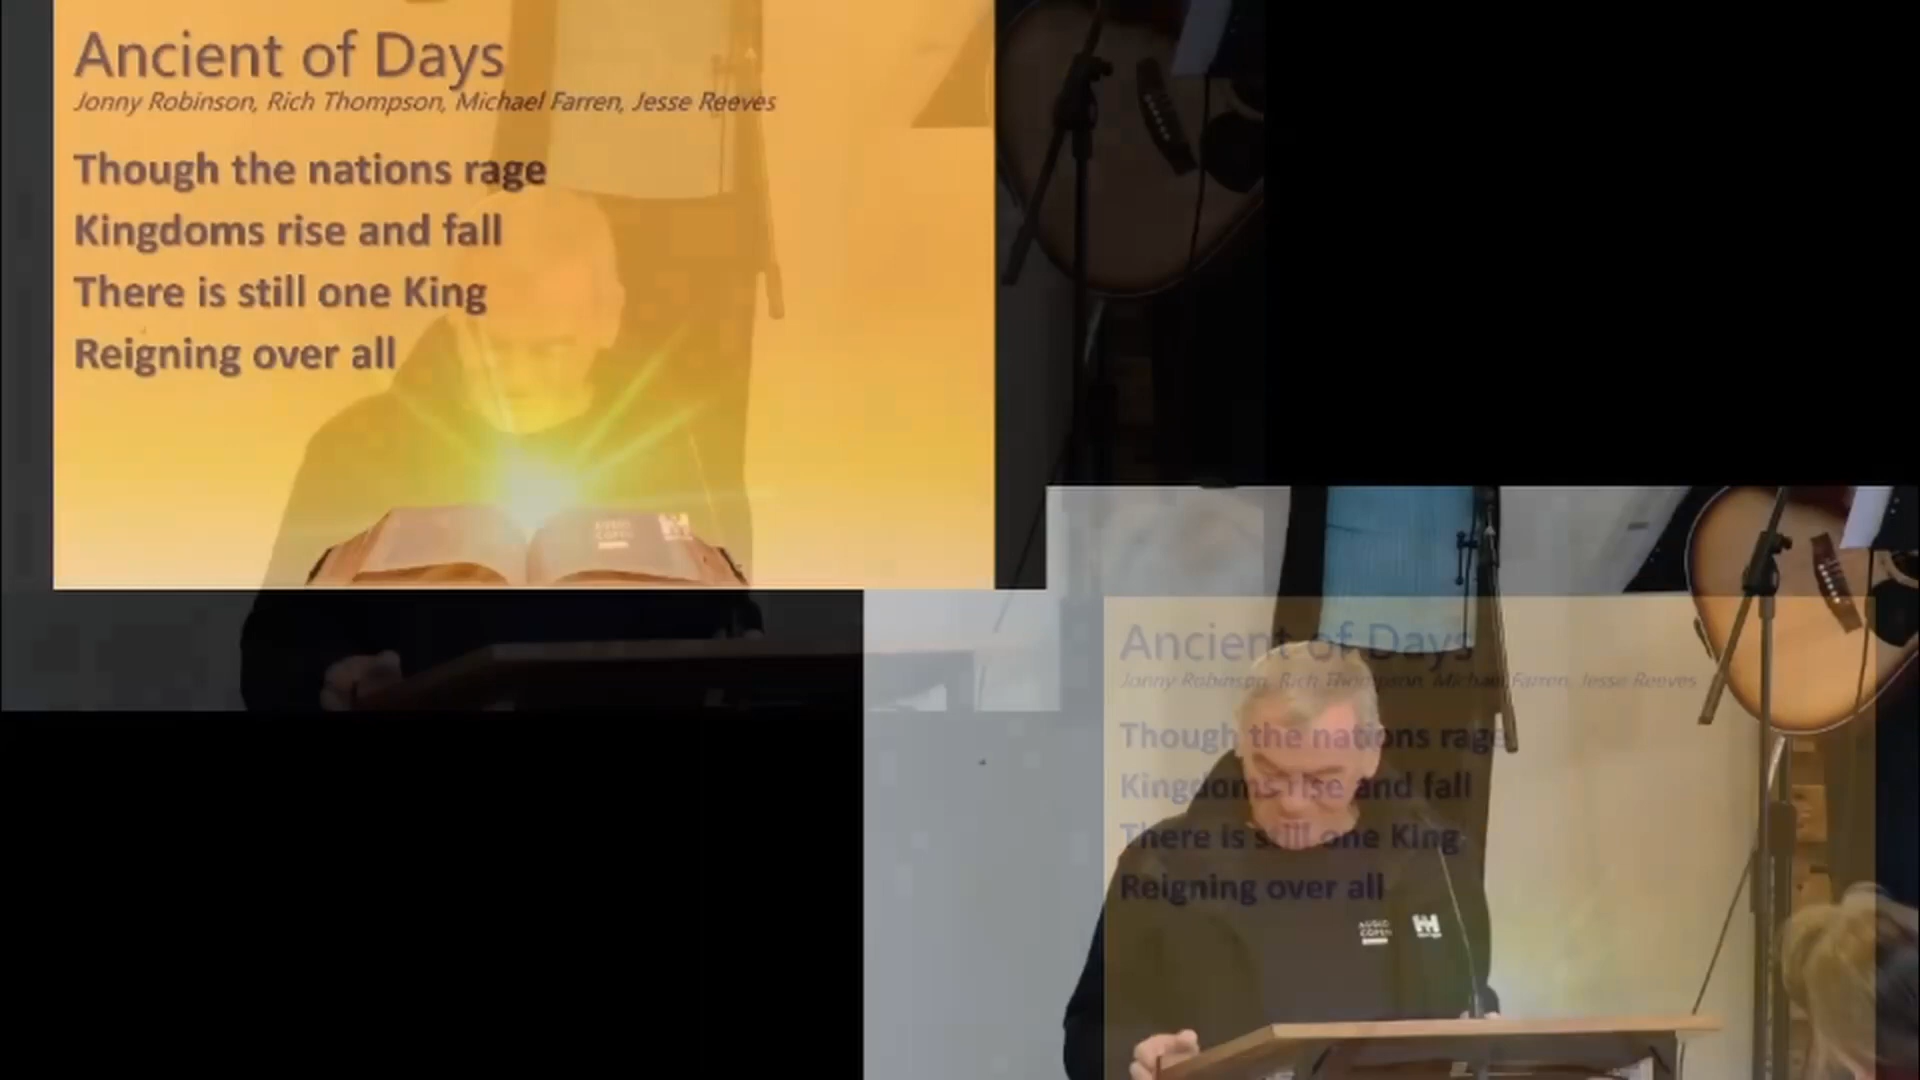 Ancient of Days
Jonny Robinson, Rich Thompson, Michael Farren, Jesse Reeves
Though the nations rage
Kingdoms rise and fall
There is still one King
Reigning over all
Ancient of Days
Jonny Robinson, Rich Thompson, Michael Farren, Jesse Reeves
Though the nations rage
Kingdoms rise and fall
There is still one King
Reigning over all